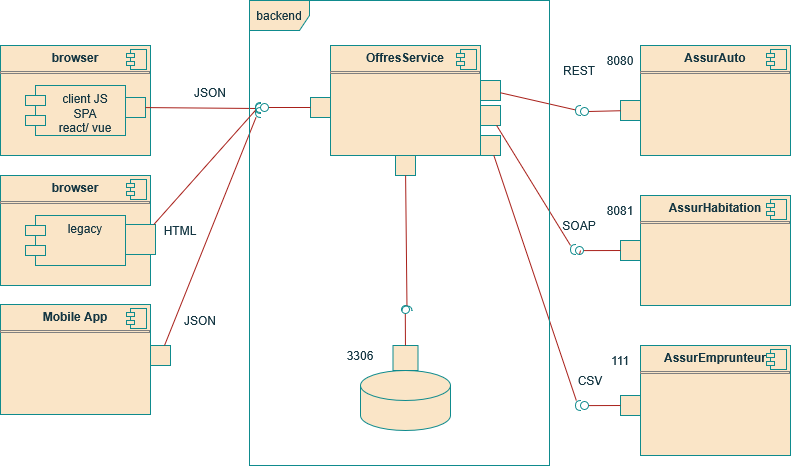 backend
browser
client JS
SPA
react/ vue
JSON
browser
legacy
HTML
Mobile App
JSON
OffresService
3306
REST
8080
AssurAuto
SOAP
8081
AssurHabitation
CSV
111
AssurEmprunteur